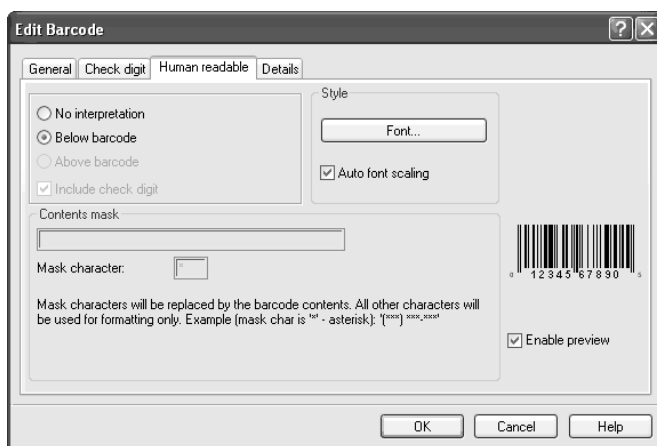 Edit Barcode
General Check digit Human readable Details
No interpretation
Below barcode
Above barcode
Include check digit
Style
Font...
Auto font scaling
Contents mask
Mask character: *
Mask characters will be replaced by the barcode contents. All other characters will
be used for formatting only. Example (mask char is '*' - asterisk): '(***) ***-***'
0 12345 67890 5
Enable preview
OK Cancel Help